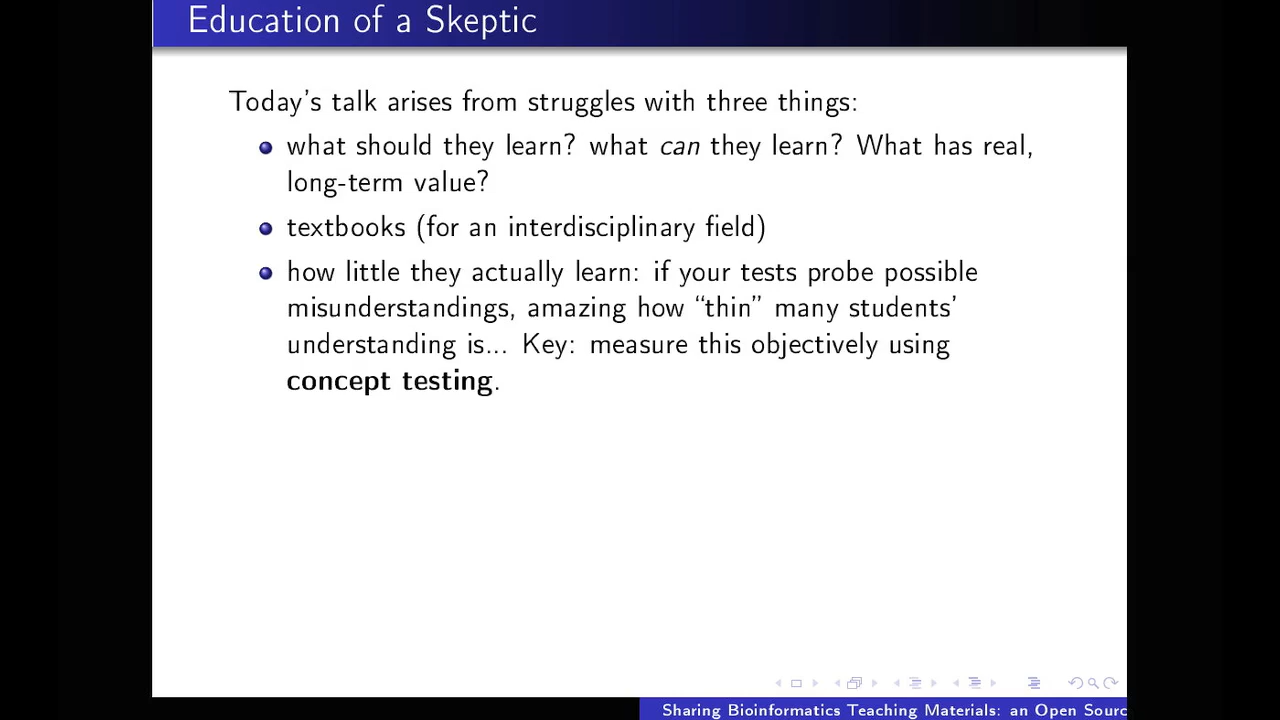 Education of a Skeptic
Today's talk arises from struggles with three things:
what should they learn? what can they learn? What has real,
long-term value?
textbooks (for an interdisciplinary field)
how little they actually learn: if your tests probe possible
misunderstandings, amazing how “thin” many students'
understanding is... Key: measure this objectively using
concept testing.
Sharing Bioinformatics Teaching Materials: an Open Sourc